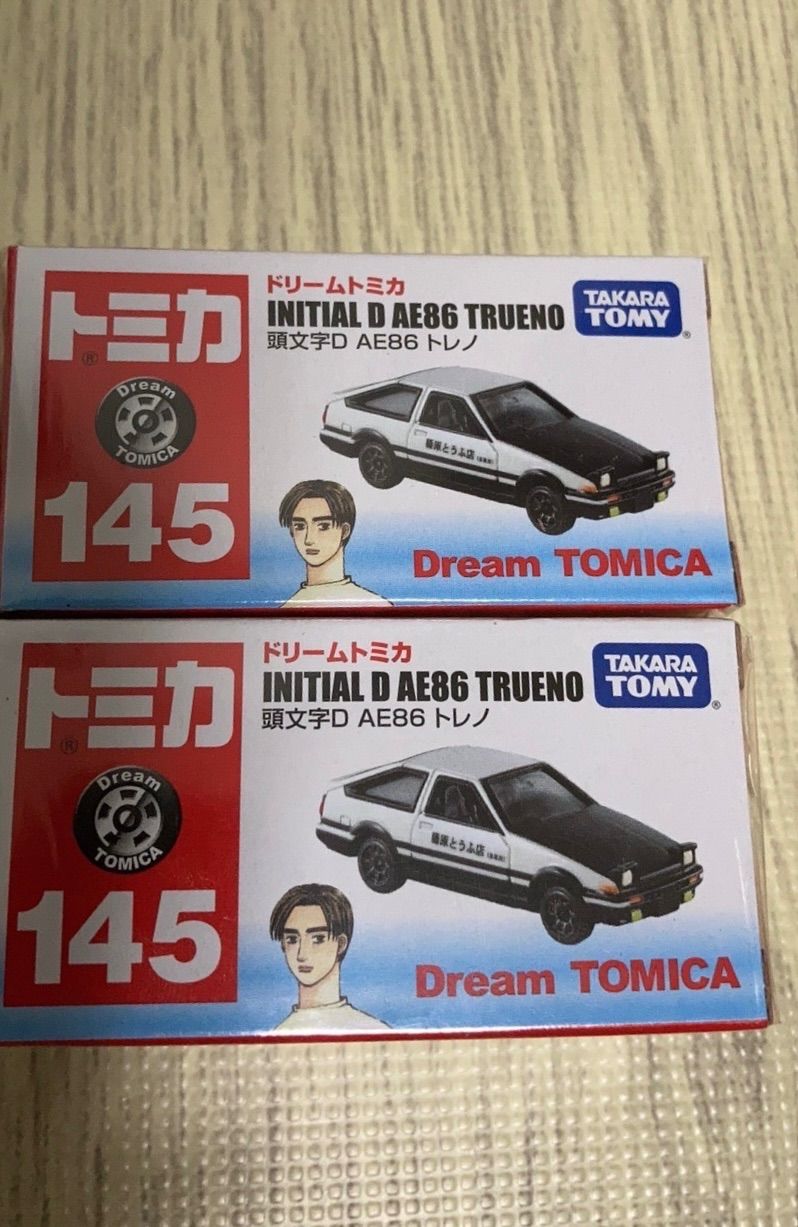 ドリームトミカ
トミカ
®
INITIAL D AE86 TRUENO
頭文字D AE86 トレノ
TAKARA
TOMY
®
Dream
TOMICA
藤原とうふ店
145
Dream TOMICA
ドリームトミカ
トミカ
®
INITIAL D AE86 TRUENO
頭文字D AE86 トレノ
TAKARA
TOMY
®
Dream
TOMICA
藤原とうふ店
145
Dream TOMICA